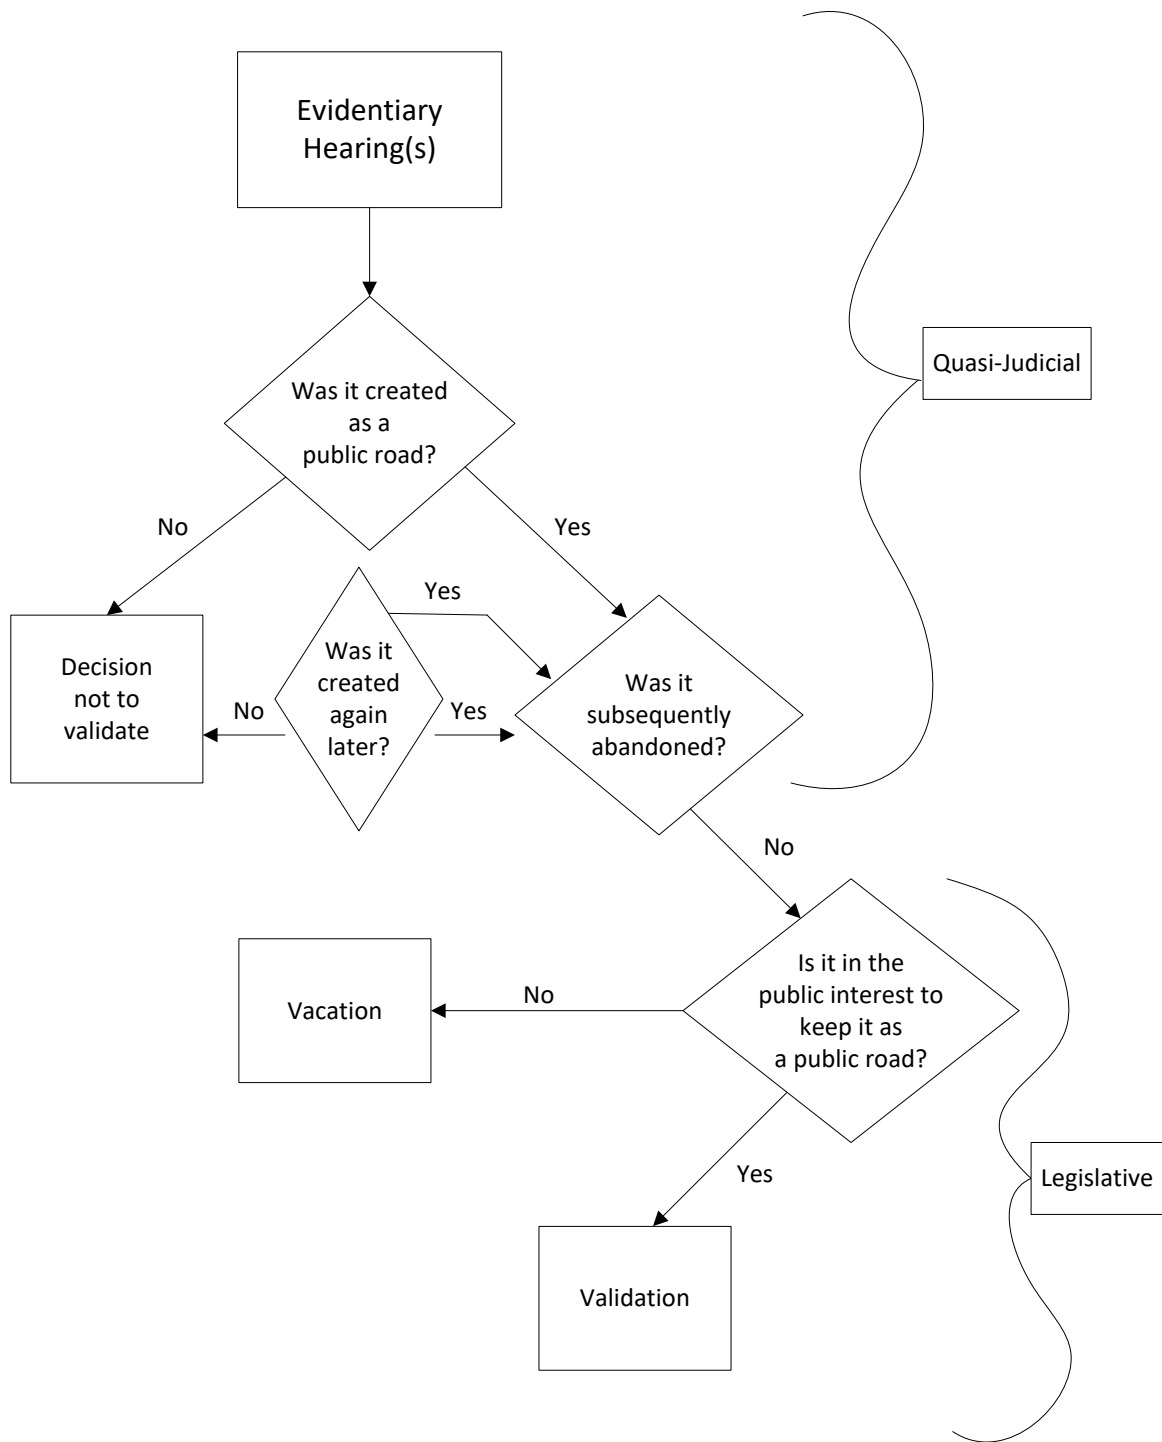 Evidentiary
Hearing(s)
Quasi-Judicial
Was it created
as a
public road?
No
Yes
Yes
Decision
not to
validate
No
Was it
created
again
later?
Yes
Was it
subsequently
abandoned?
No
Vacation
No
Is it in the
public interest to
keep it as
a public road?
Yes
Legislative
Validation